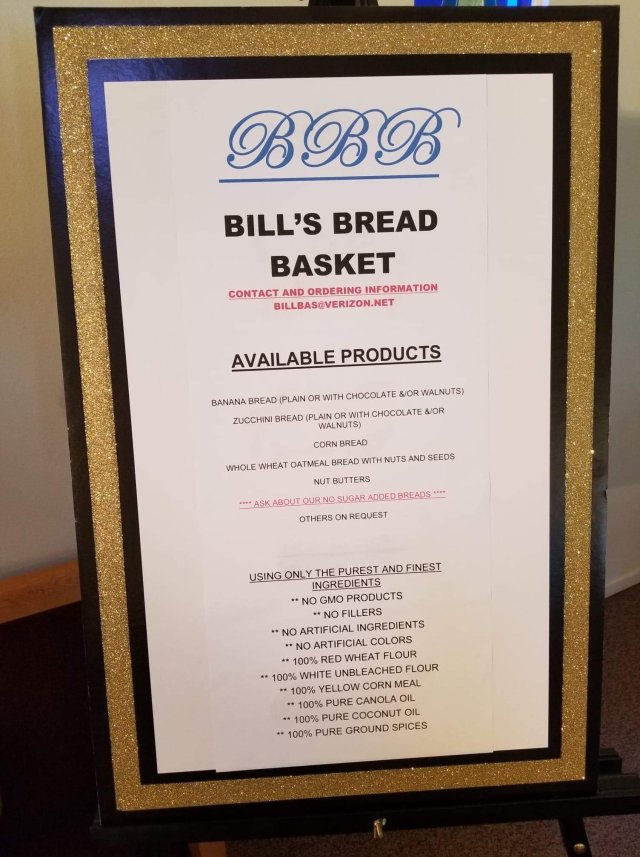 BBB
BILL'S BREAD
BASKET
CONTACT AND ORDERING INFORMATION
BILLBAS@VERIZON.NET
AVAILABLE PRODUCTS
BANANA BREAD (PLAIN OR WITH CHOCOLATE &/OR WALNUTS)
ZUCCHINI BREAD (PLAIN OR WITH CHOCOLATE &/OR
WALNUTS)
CORN BREAD
WHOLE WHEAT OATMEAL BREAD WITH NUTS AND SEEDS
NUT BUTTERS
**** ASK ABOUT OUR NO SUGAR ADDED BREADS ****
OTHERS ON REQUEST
USING ONLY THE PUREST AND FINEST
INGREDIENTS
** NO GMO PRODUCTS
** NO FILLERS
** NO ARTIFICIAL INGREDIENTS
** NO ARTIFICIAL COLORS
** 100% RED WHEAT FLOUR
** 100% WHITE UNBLEACHED FLOUR
** 100% YELLOW CORN MEAL
** 100% PURE CANOLA OIL
** 100% PURE COCONUT OIL
** 100% PURE GROUND SPICES